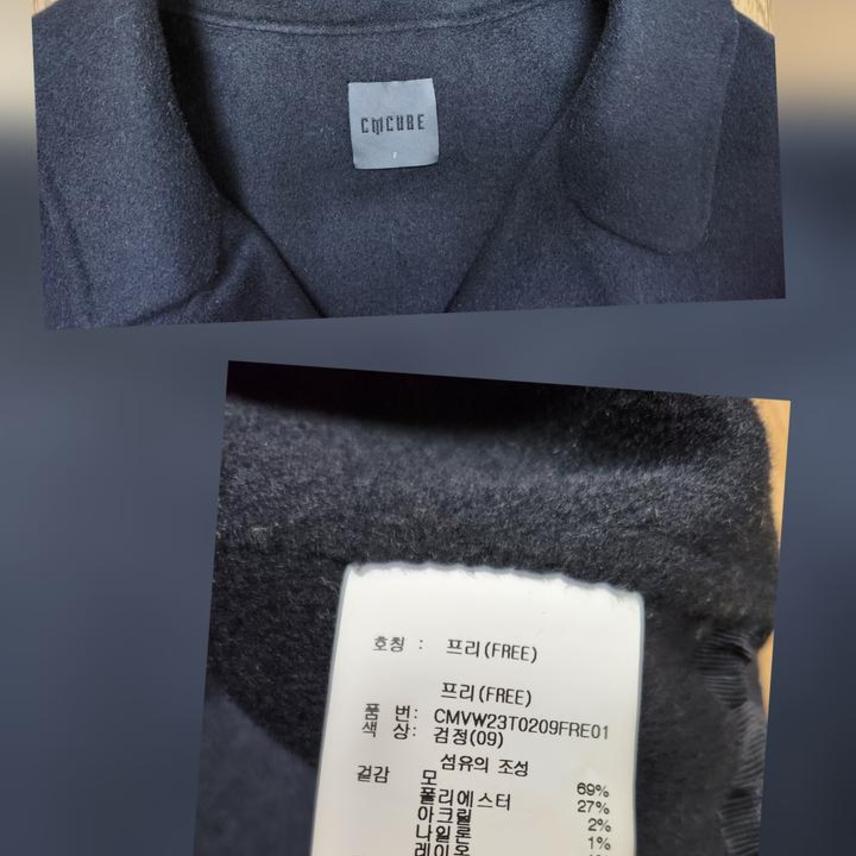 CMCUBE
F
호칭 : 프리(FREE)
프리(FREE)
품 번: CMVW23T0209FRE01
색 상: 검정(09)
섬유의 조성
겉감 모 69%
폴리에스터 27%
아크릴 2%
나일론 1%